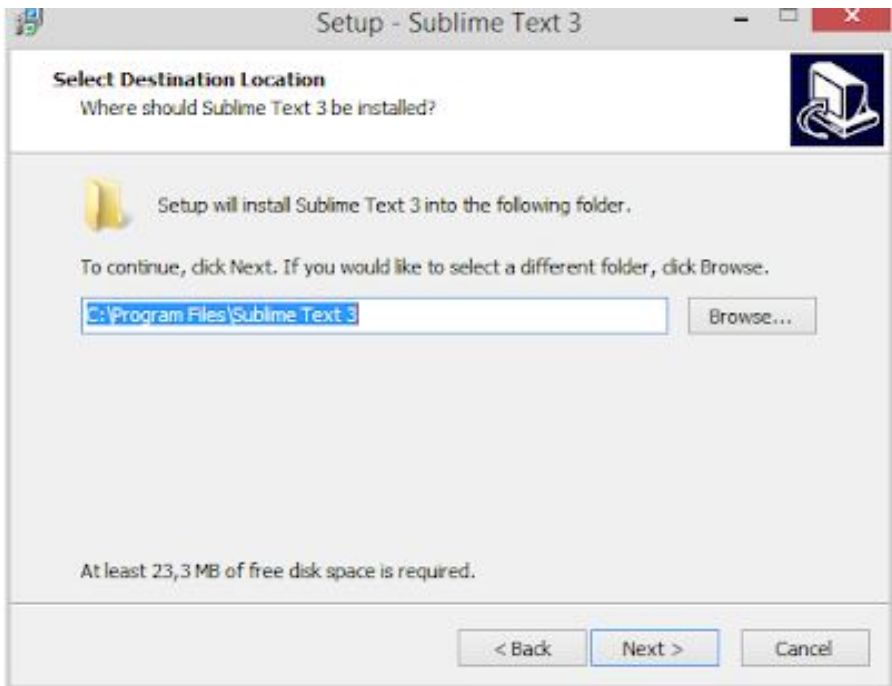 Setup - Sublime Text 3
Select Destination Location
Where should Sublime Text 3 be installed?
Setup will install Sublime Text 3 into the following folder.
To continue, click Next. If you would like to select a different folder, click Browse.
C:\Program Files\Sublime Text 3
Browse...
At least 23,3 MB of free disk space is required.
< Back
Next >
Cancel